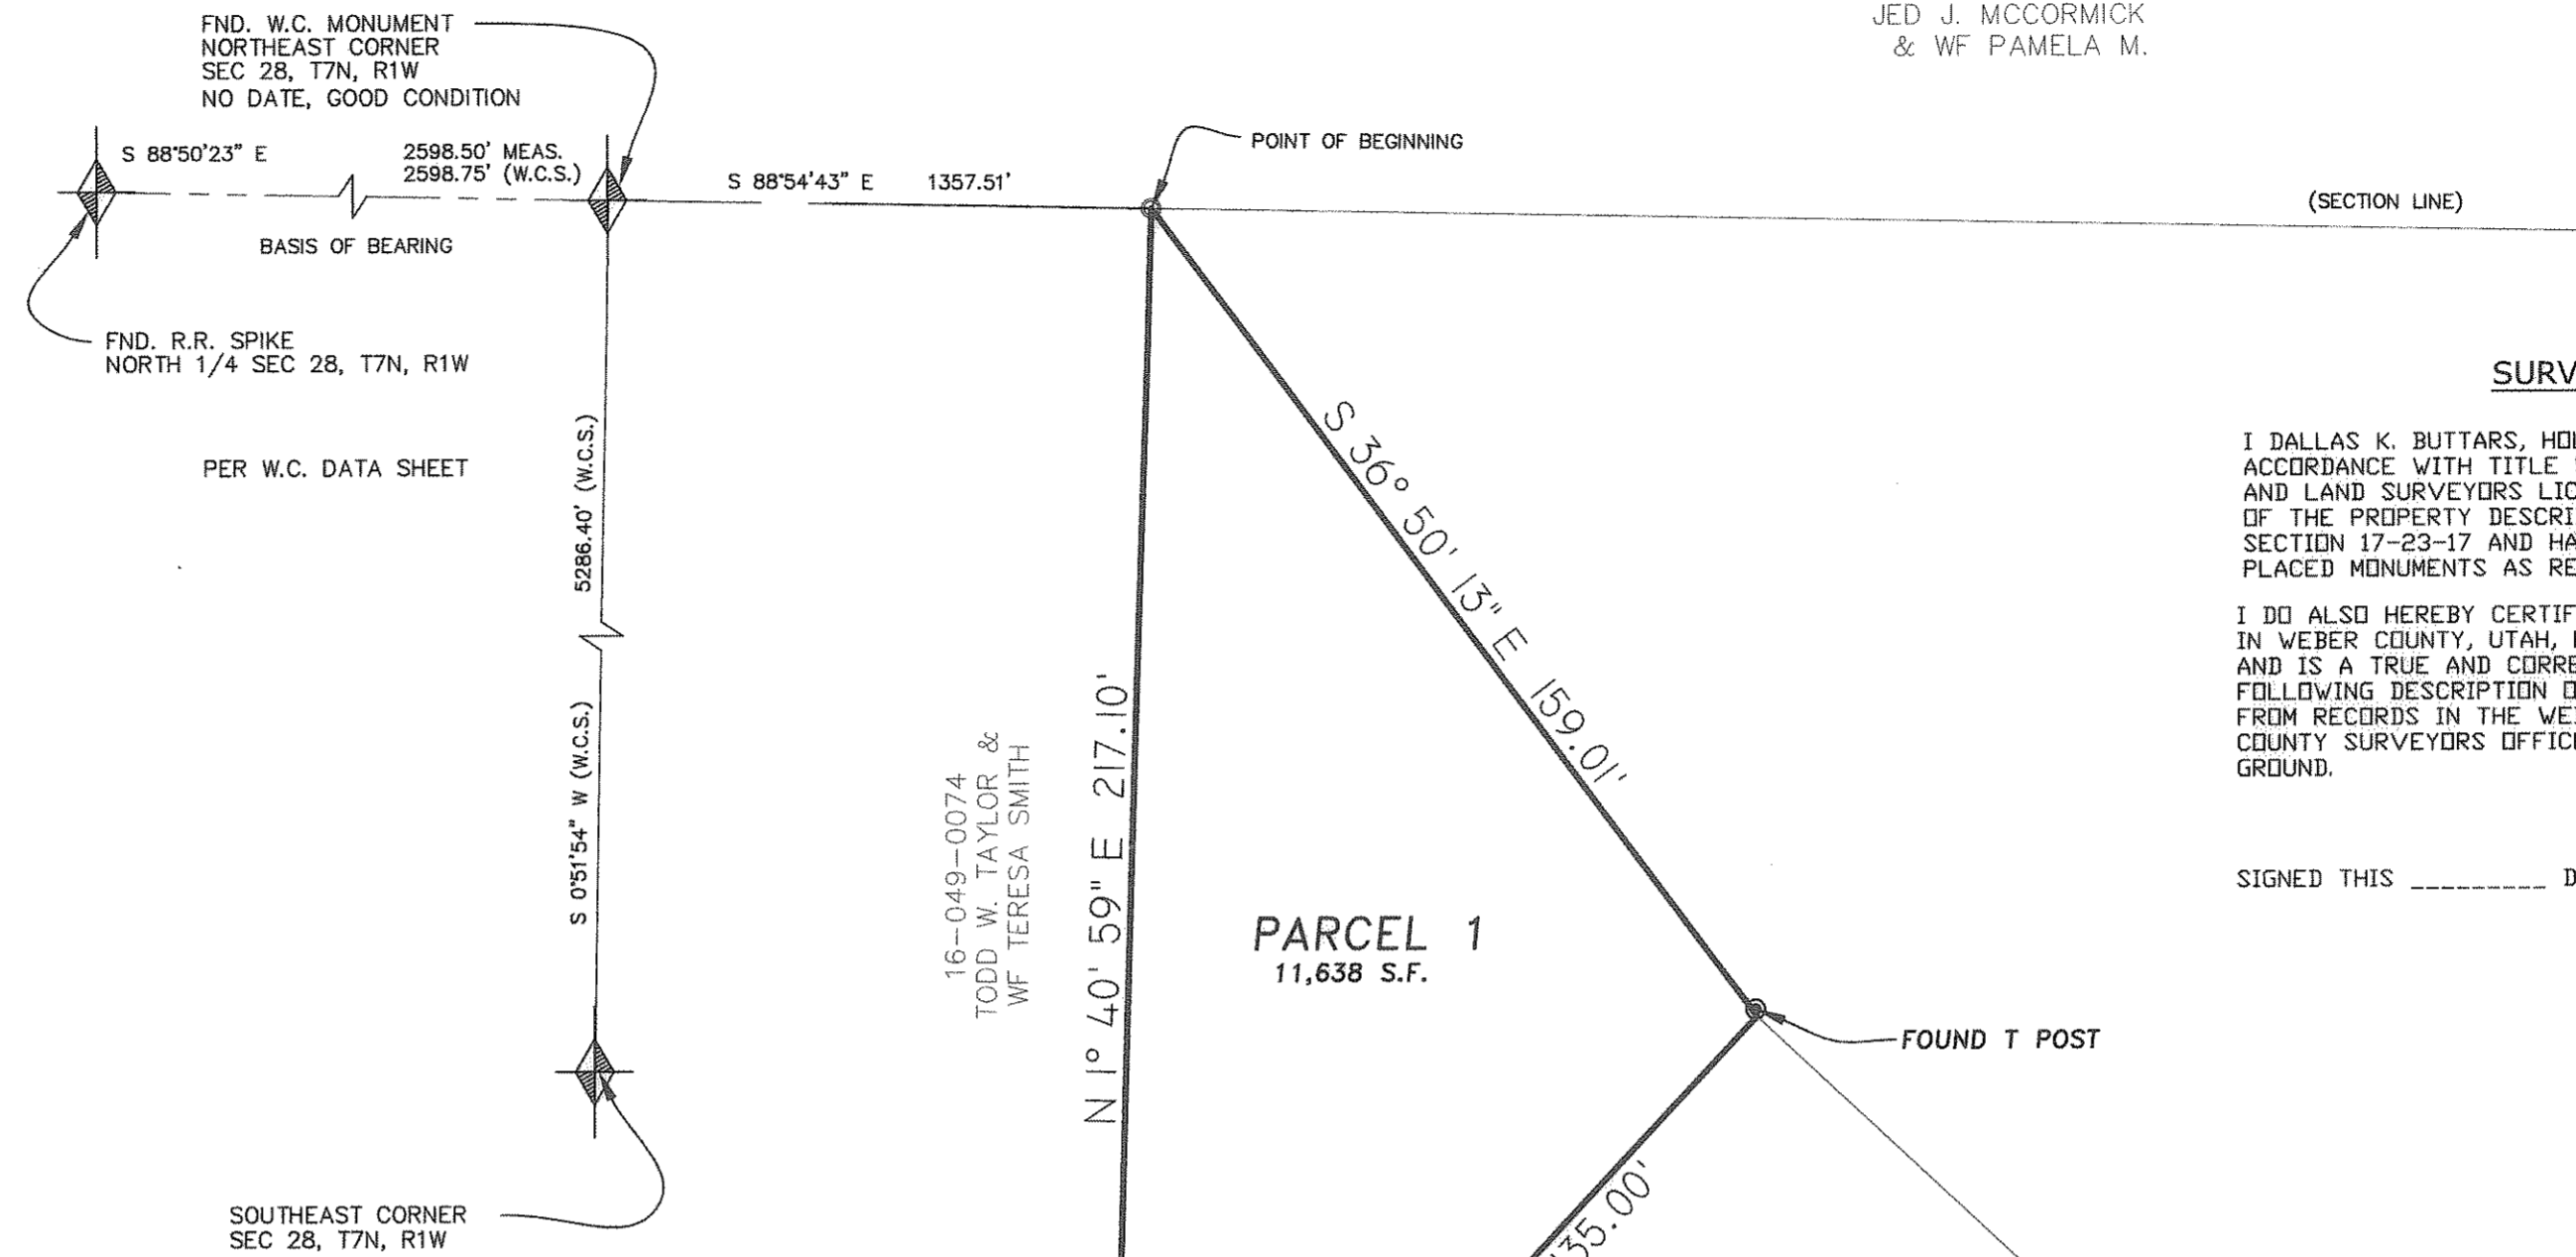 JED J. MCCORMICK
& WF PAMELA M.
FND. W.C. MONUMENT
NORTHEAST CORNER
SEC 28, T7N, R1W
NO DATE, GOOD CONDITION
S 88°50'23" E
2598.50' MEAS.
2598.75' (W.C.S.)
S 88°54'43" E 1357.51'
POINT OF BEGINNING
(SECTION LINE)
BASIS OF BEARING
FND. R.R. SPIKE
NORTH 1/4 SEC 28, T7N, R1W
PER W.C. DATA SHEET
5286.40' (W.C.S.)
S 0°51'54" W (W.C.S.)
SOUTHEAST CORNER
SEC 28, T7N, R1W
16-049-0074
TODD W. TAYLOR &
WF TERESA SMITH
N 1° 40' 59" E 217.10'
S 36° 50' 13" E 159.01'
PARCEL 1
11,638 S.F.
FOUND T POST
35.00'
SURV
I DALLAS K. BUTTARS, HOL
ACCORDANCE WITH TITLE
AND LAND SURVEYORS LIC
OF THE PROPERTY DESCRI
SECTION 17-23-17 AND HA
PLACED MONUMENTS AS RE
I DO ALSO HEREBY CERTIF
IN WEBER COUNTY, UTAH,
AND IS A TRUE AND CORRE
FOLLOWING DESCRIPTION O
FROM RECORDS IN THE WE
COUNTY SURVEYORS OFFIC
GROUND.
SIGNED THIS _________ D